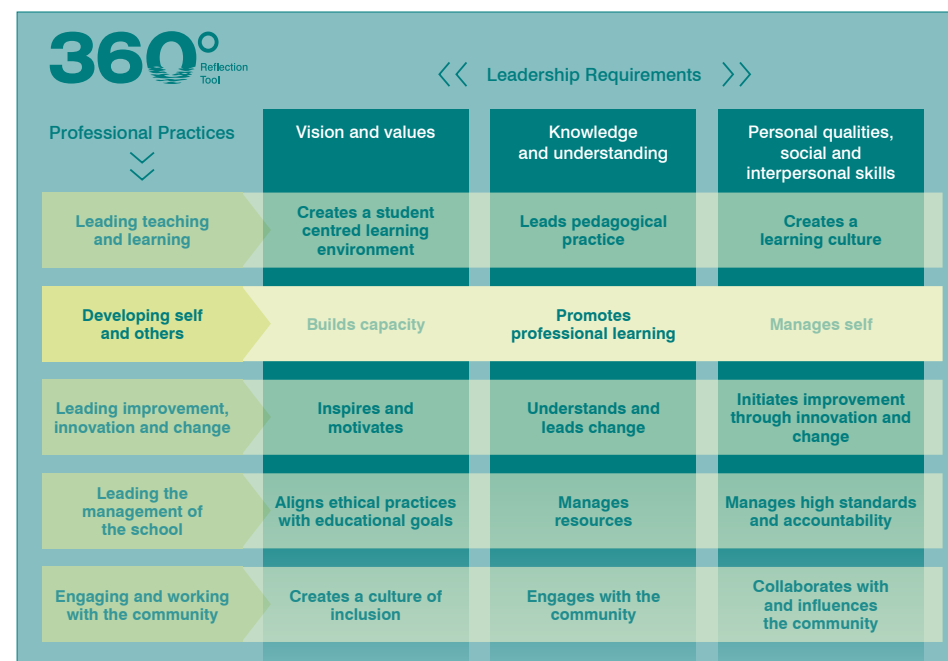 360°
Reflection
Tool
Leadership Requirements
Professional Practices
Vision and values
Knowledge
and understanding
Personal qualities,
social and
interpersonal skills
Leading teaching
and learning
Creates a student
centred learning
environment
Leads pedagogical
practice
Creates a
learning culture
Developing self
and others
Builds capacity
Promotes
professional learning
Manages self
Leading improvement,
innovation and change
Inspires and
motivates
Understands and
leads change
Initiates improvement
through innovation and
change
Leading the
management of
the school
Aligns ethical practices
with educational goals
Manages
resources
Manages high standards
and accountability
Engaging and working
with the community
Creates a culture of
inclusion
Engages with the
community
Collaborates with
and influences
the community